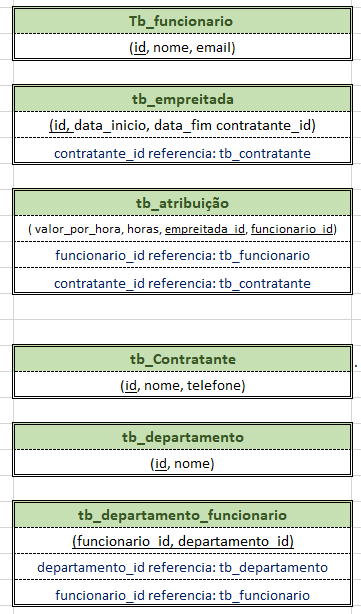 Tb_funcionario
(id, nome, email)
tb_empreitada
(id, data_inicio, data_fim contratante_id)
contratante_id referencia: tb_contratante
tb_atribuição
( valor_por_hora, horas, empreitada_id, funcionario_id)
funcionario_id referencia: tb_funcionario
contratante_id referencia: tb_contratante
tb_Contratante
(id, nome, telefone)
tb_departamento
(id, nome)
tb_departamento_funcionario
(funcionario_id, departamento_id)
departamento_id referencia: tb_departamento
funcionario_id referencia: tb_funcionario